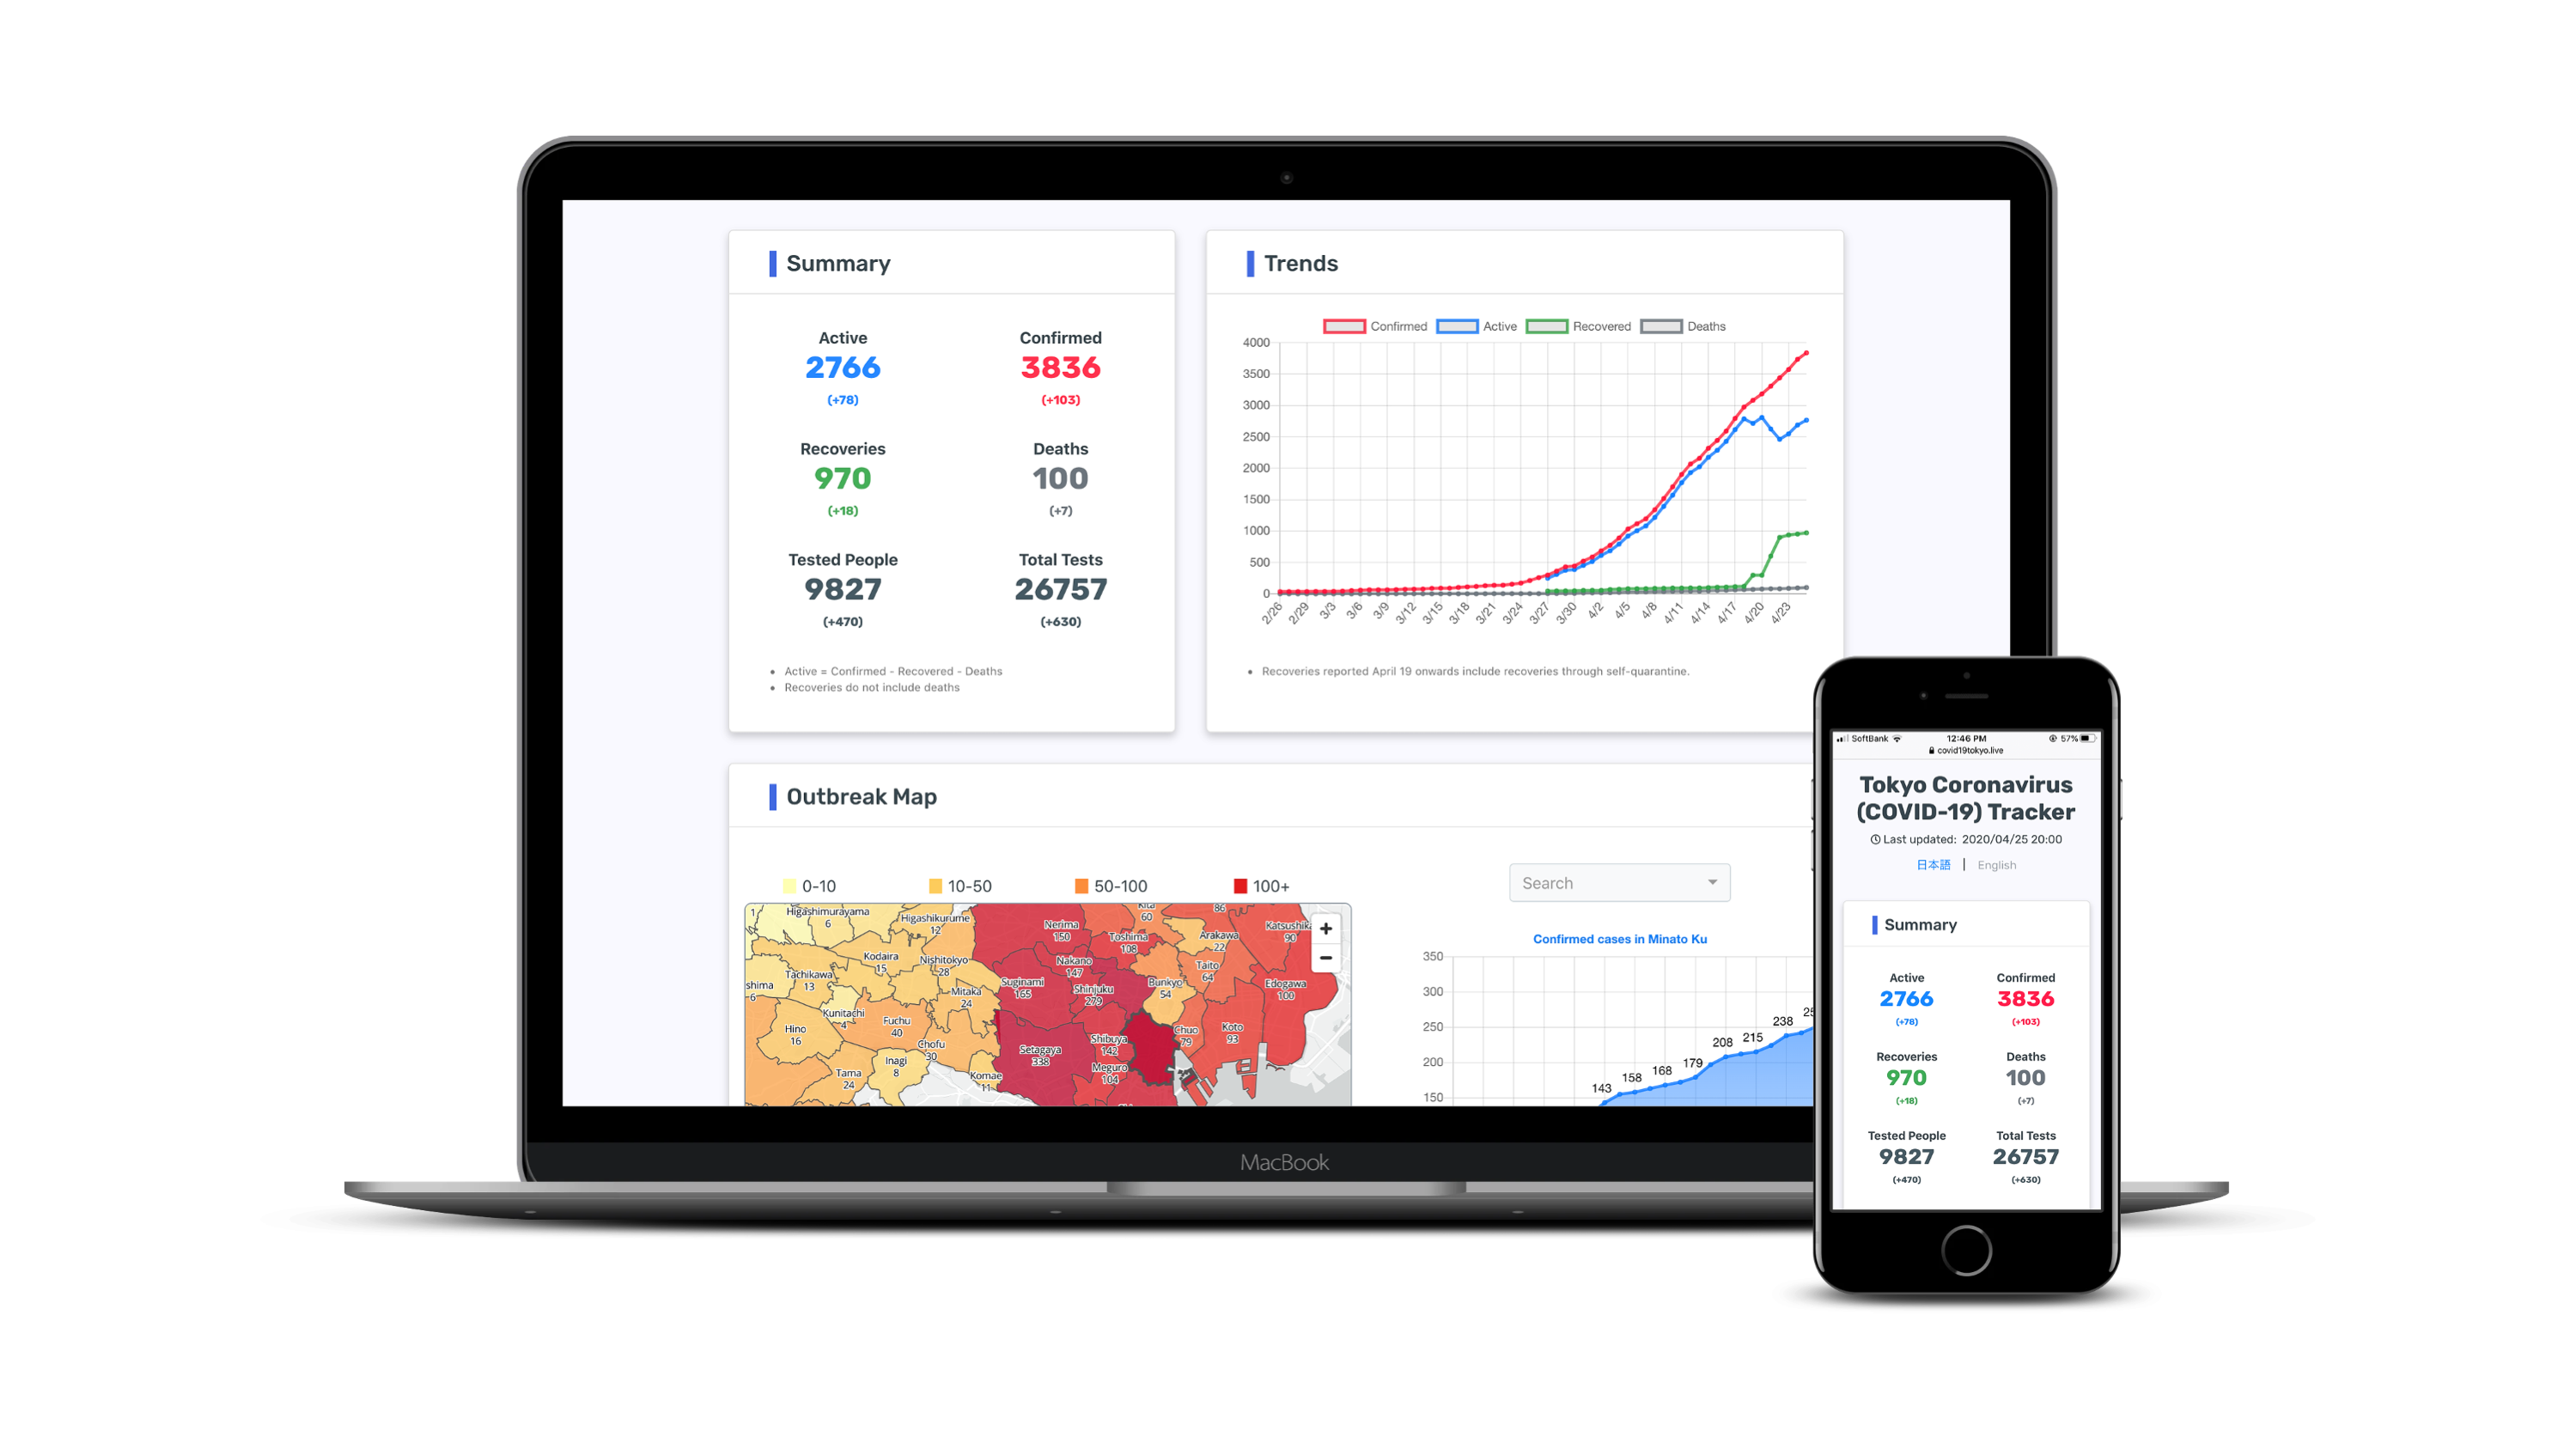 Summary
Active
2766
(+78)
Confirmed
3836
(+103)
Recoveries
970
(+18)
Deaths
100
(+7)
Tested People
9827
(+470)
Total Tests
26757
(+630)
Active = Confirmed - Recovered - Deaths
Recoveries do not include deaths
Trends
Confirmed Active Recovered Deaths
4000
3500
3000
2500
2000
1500
1000
500
0
2/26 2/29 3/3 3/6 3/9 3/12 3/15 3/18 3/21 3/24 3/27 3/30 4/2 4/5 4/8 4/11 4/14 4/17 4/20 4/23
Recoveries reported April 19 onwards include recoveries through self-quarantine.
Outbreak Map
0-10 10-50 50-100 100+
Higashimurayama
6
Higashikurume
12
Nerima
150
60
86
Toshima
108
Arakawa
22
90
Kodaira
15
Nishitokyo
28
Nakano
147
Taito
64
Tachikawa
13
Suginami
165
Shinjuku
279
Bunkyo
54
Edogawa
100
6
Mitaka
24
Kunitachi
4
Fuchu
40
Hino
16
Chofu
30
Setagaya
338
Shibuya
142
Chuo
79
Koto
93
Inagi
8
Tama
24
Komae
11
Meguro
104
+
−
Search
Confirmed cases in Minato Ku
350
300
250
200
150
143 158 168 179 208 215 238
MacBook
SoftBank 12:46 PM 57%
covid19tokyo.live
Tokyo Coronavirus
(COVID-19) Tracker
Last updated: 2020/04/25 20:00
日本語 | English
Summary
Active
2766
(+78)
Confirmed
3836
(+103)
Recoveries
970
(+18)
Deaths
100
(+7)
Tested People
9827
(+470)
Total Tests
26757
(+630)